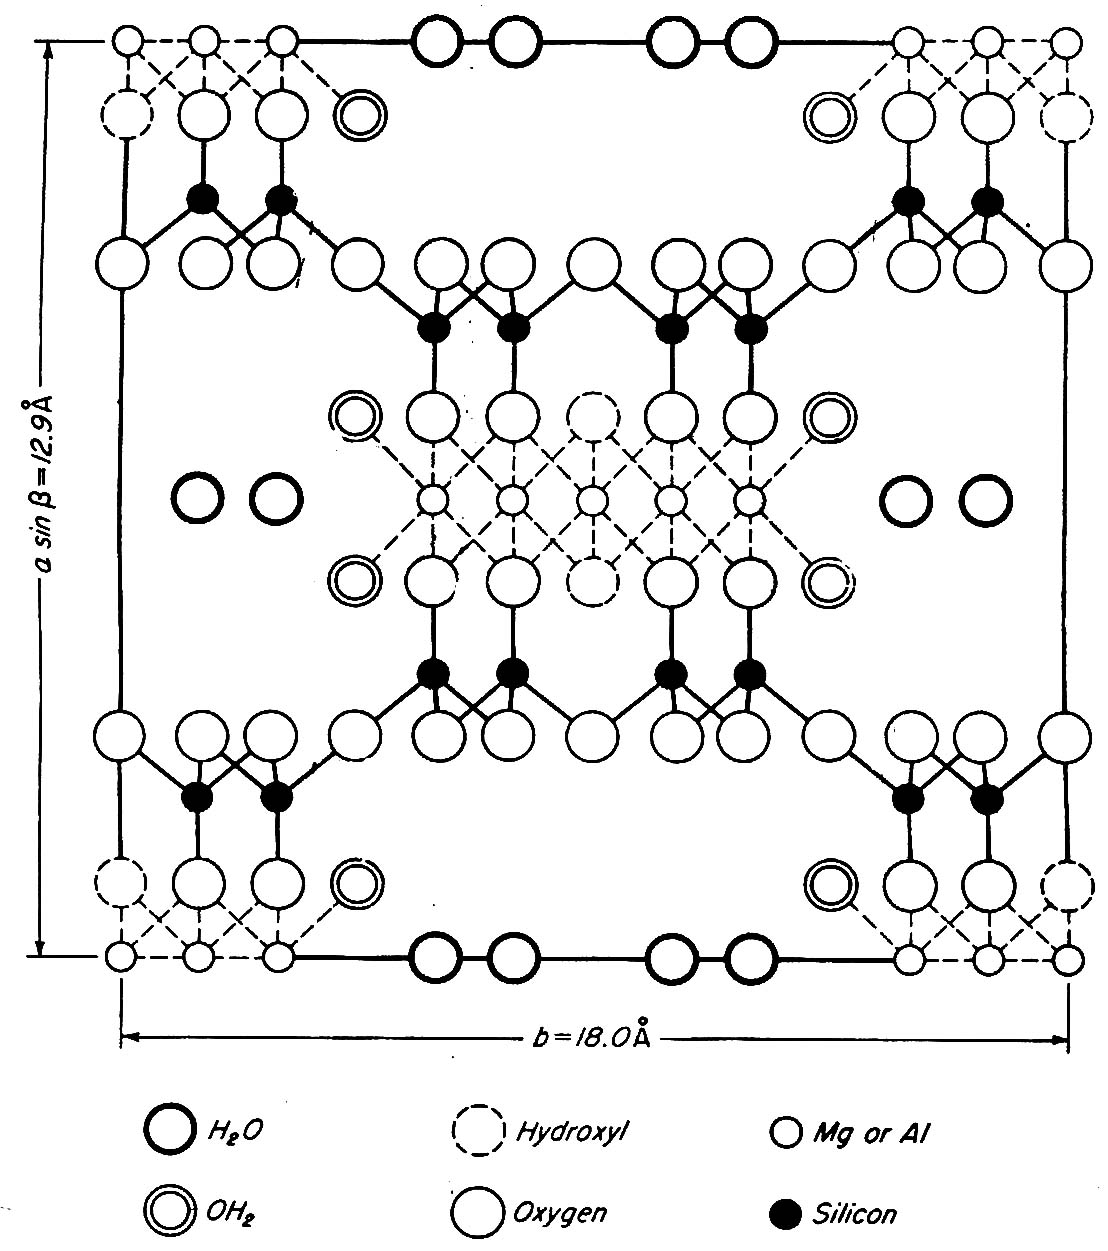 a sin β = 12.9Å
b = 18.0Å
H₂O
Hydroxyl
Mg or Al
OH₂
Oxygen
Silicon